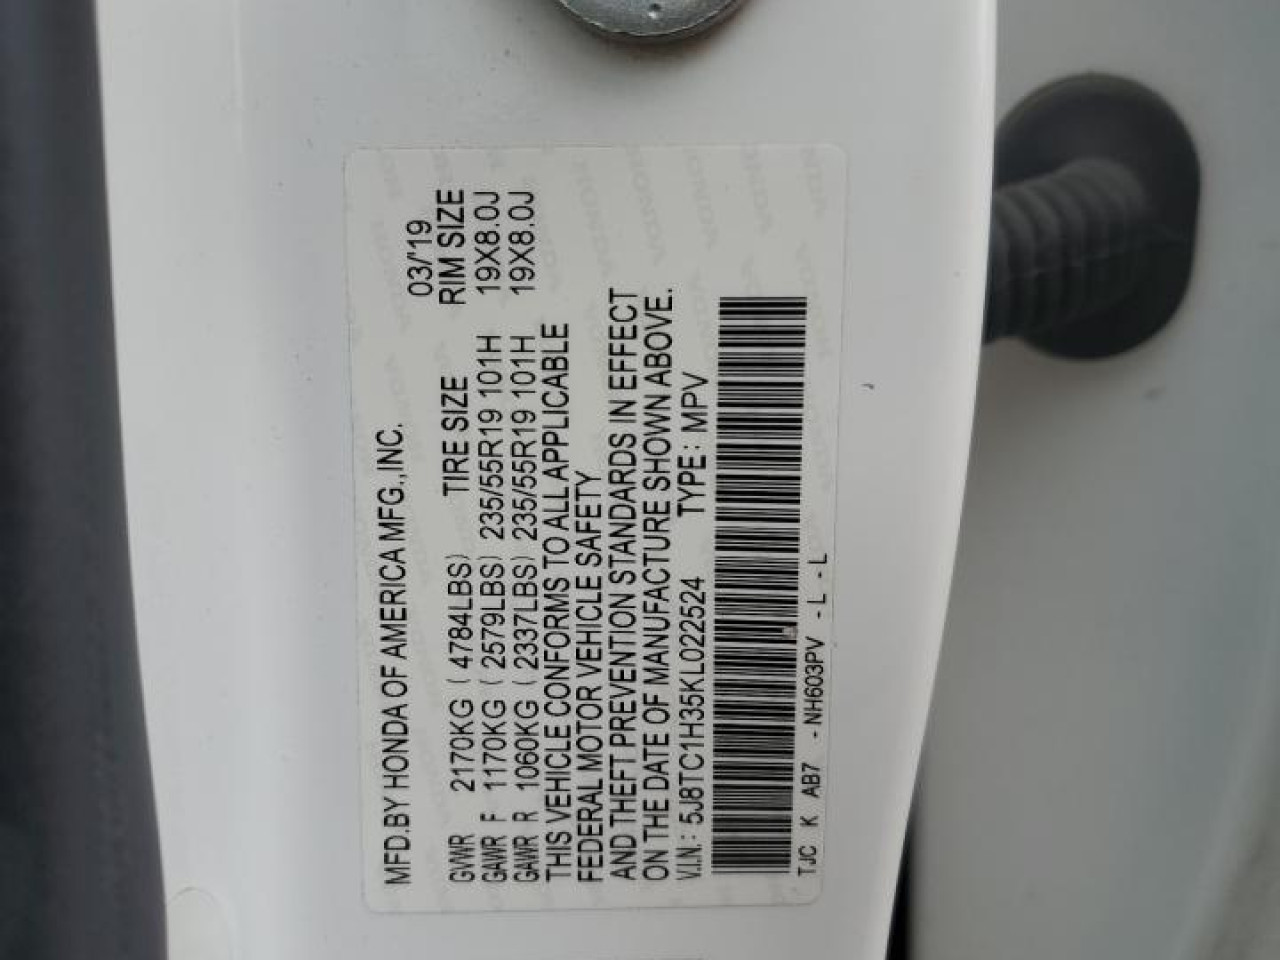 MFD.BY HONDA OF AMERICA MFG.,INC. 03/'19
GVWR 2170KG ( 4784LBS) TIRE SIZE RIM SIZE
GAWR F 1170KG ( 2579LBS) 235/55R19 101H 19X8.0J
GAWR R 1060KG ( 2337LBS) 235/55R19 101H 19X8.0J
THIS VEHICLE CONFORMS TO ALL APPLICABLE
FEDERAL MOTOR VEHICLE SAFETY
AND THEFT PREVENTION STANDARDS IN EFFECT
ON THE DATE OF MANUFACTURE SHOWN ABOVE.
V.I.N.: 5J8TC1H35KL022524 TYPE: MPV
TJC K AB7 -NH603PV -L-L